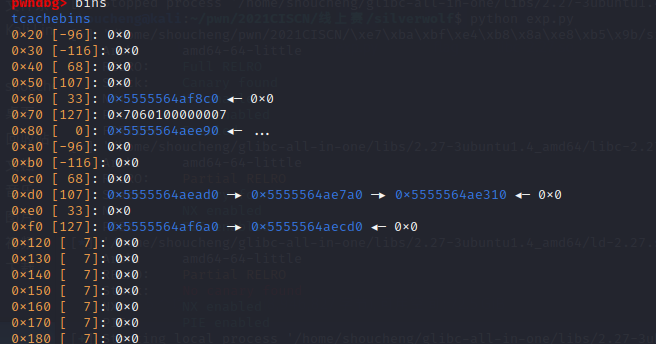 pwndbg> bins
tcachebins
0×20 [-96]: 0×0
0×30 [-116]: 0×0
0×40 [ 68]: 0×0
0×50 [107]: 0×0
0×60 [ 33]: 0×5555564af8c0 ◂— 0×0
0×70 [127]: 0×7060100000007
0×80 [  0]: 0×5555564aee90 ◂— ...
0×a0 [-96]: 0×0
0×b0 [-116]: 0×0
0×c0 [ 68]: 0×0
0×d0 [107]: 0×5555564aead0 —▸ 0×5555564ae7a0 —▸ 0×5555564ae310 ◂— 0×0
0×e0 [ 33]: 0×0
0×f0 [127]: 0×5555564af6a0 —▸ 0×5555564aecd0 ◂— 0×0
0×120 [  7]: 0×0
0×130 [  7]: 0×0
0×140 [  7]: 0×0
0×150 [  7]: 0×0
0×160 [  7]: 0×0
0×170 [  7]: 0×0
0×180 [  7]: 0×0